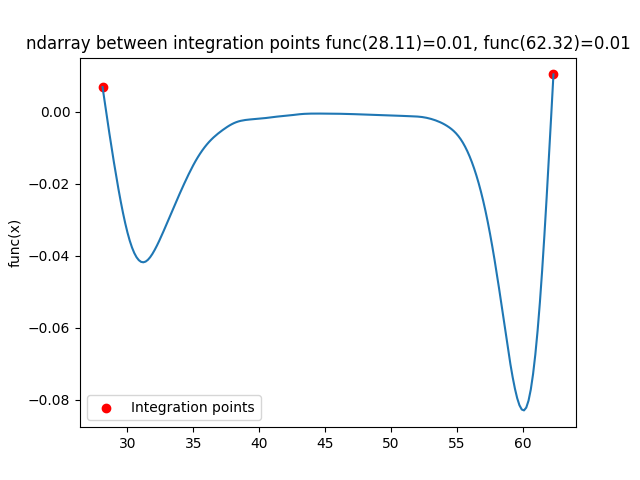 ndarray between integration points func(28.11)=0.01, func(62.32)=0.01
0.00
−0.02
−0.04
−0.06
−0.08
func(x)
Integration points
30 35 40 45 50 55 60